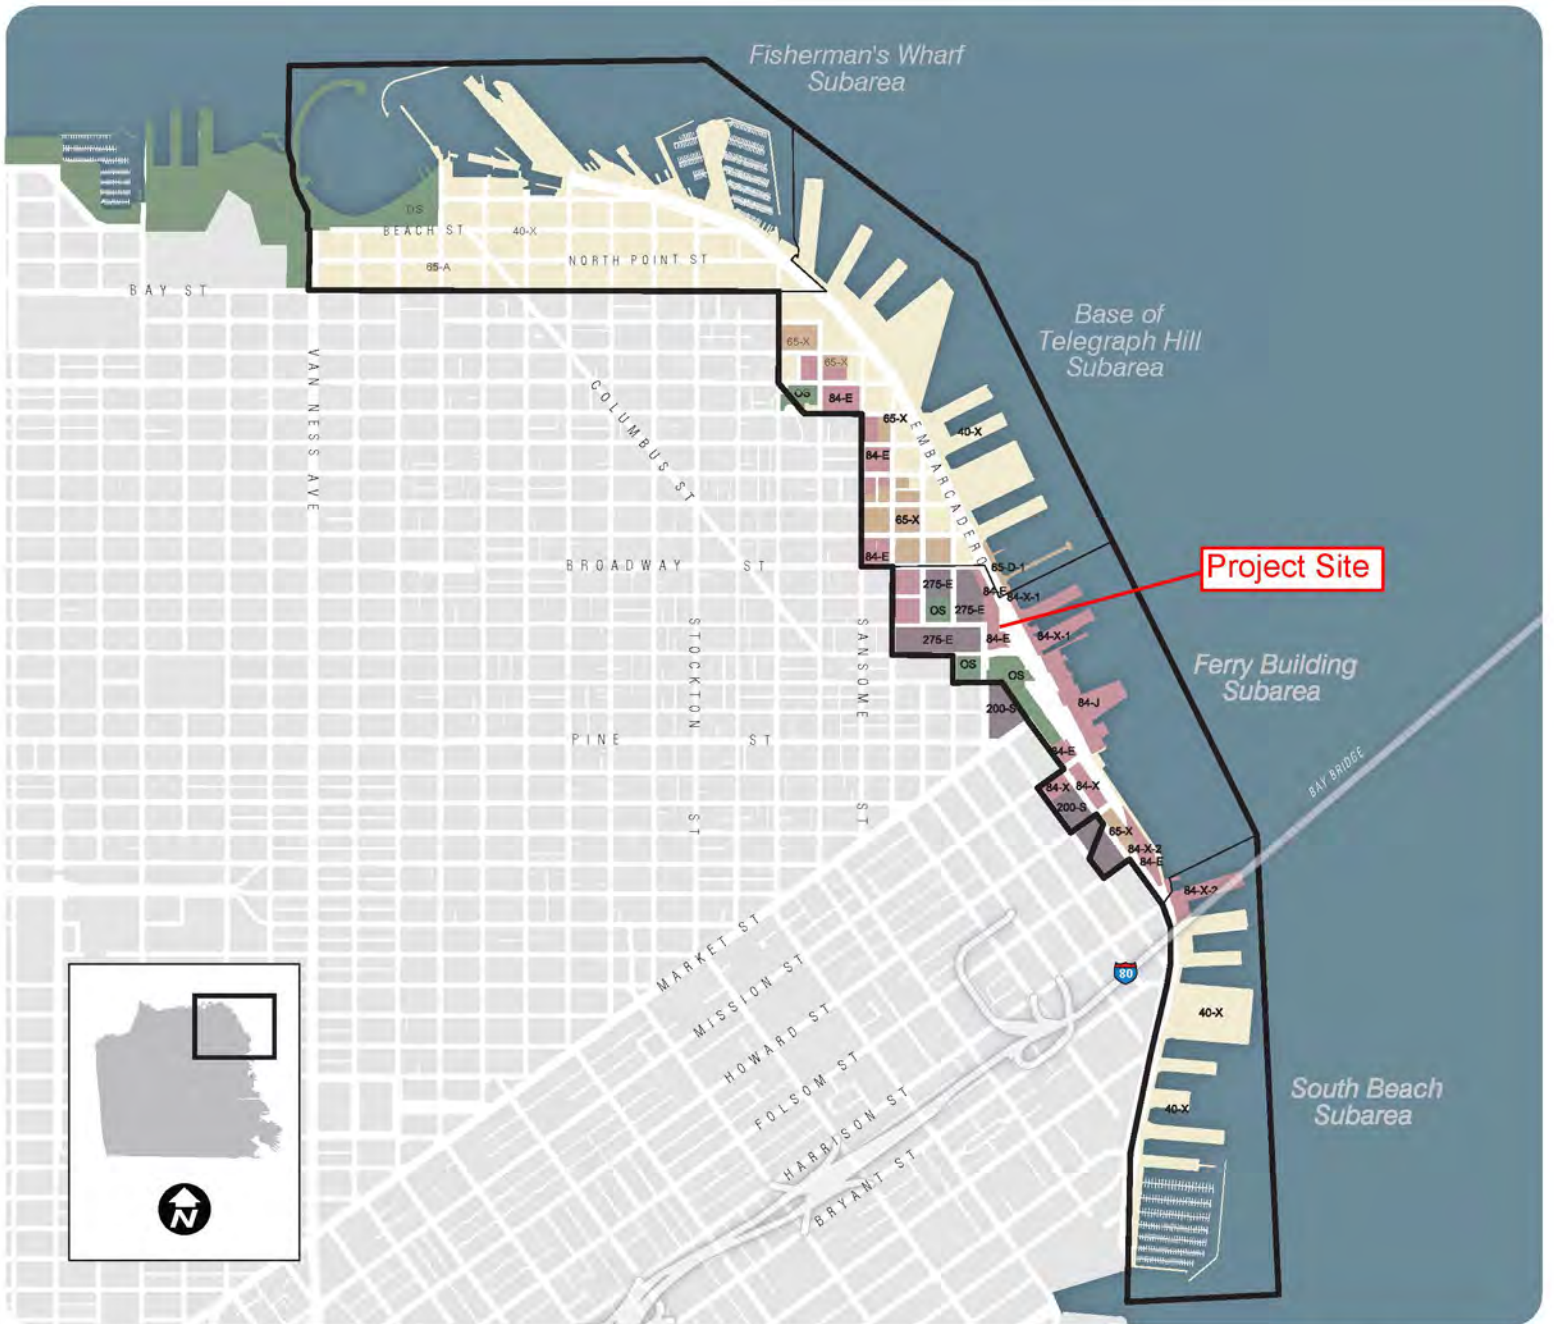 Fisherman's Wharf
Subarea
BEACH ST
40-X
65-A
NORTH POINT ST
BAY ST
VAN NESS AVE
COLUMBUS ST
Base of
Telegraph Hill
Subarea
65-X
65-X
OS
84-E
65-X
40-X
EMBARCADERO
84-E
65-X
84-E
BROADWAY ST
65-D-1
Project Site
275-E
84-E
84-X-1
OS
275-E
275-E
84-E
84-X-1
STOCKTON ST
SANSOME ST
OS
OS
Ferry Building
Subarea
200-S
84-J
PINE ST
84-E
BAY BRIDGE
84-X
84-X
200-S
65-X
84-X-2
84-E
84-X-2
MARKET ST
MISSION ST
HOWARD ST
FOLSOM ST
HARRISON ST
BRYANT ST
80
40-X
South Beach
Subarea
40-X
N